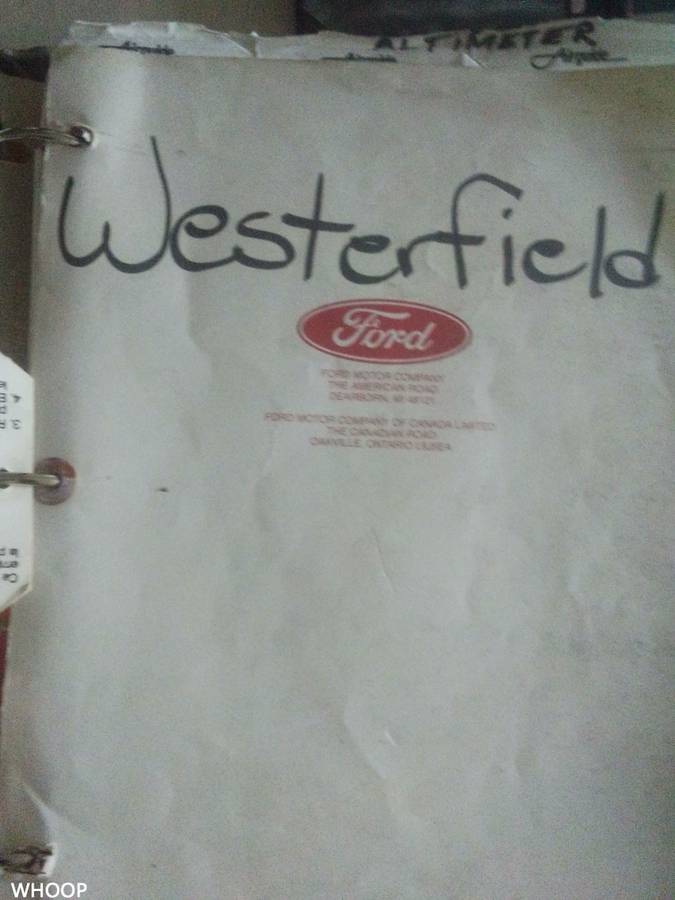 ALTIMETER
Airguide
Westerfield
Ford
FORD MOTOR COMPANY
THE AMERICAN ROAD
DEARBORN, MI 48121
FORD MOTOR COMPANY OF CANADA LIMITED
THE CANADIAN ROAD
OAKVILLE, ONTARIO L6J5E4
WHOOP